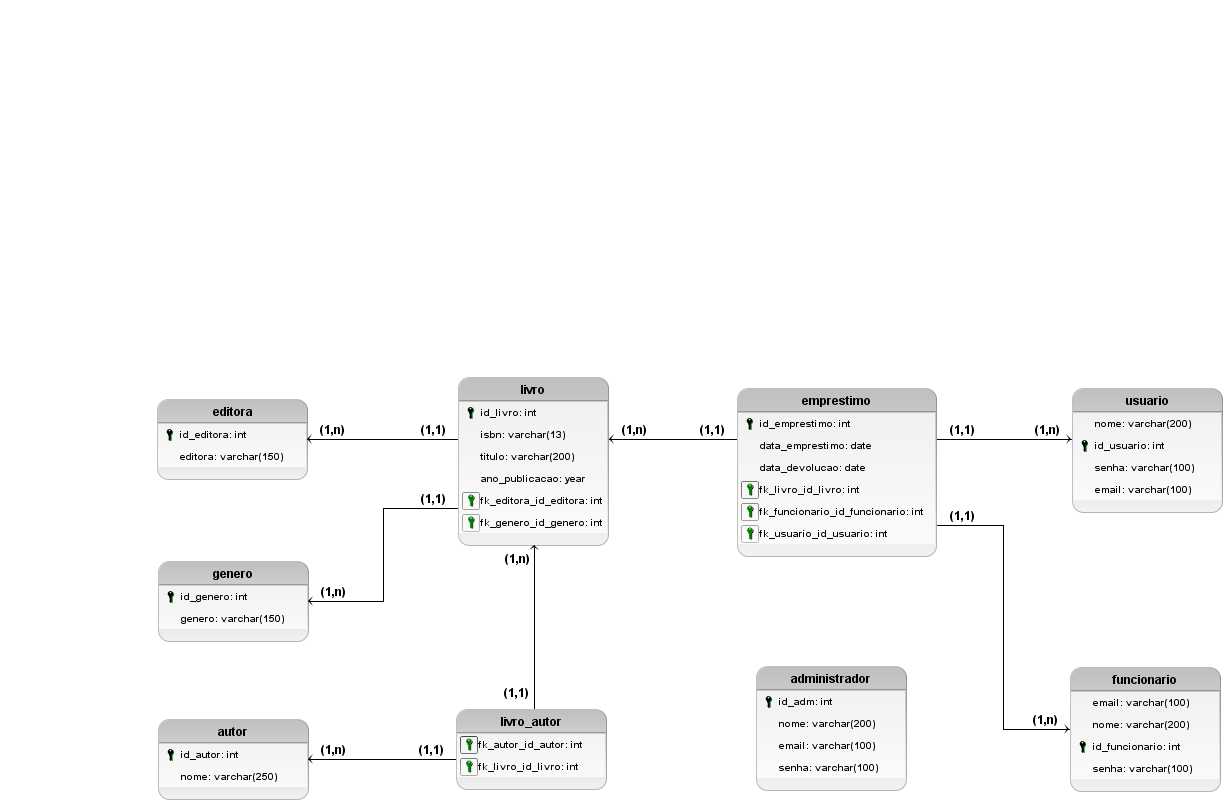 editora
id_editora: int
editora: varchar(150)
(1,n)
(1,1)
livro
id_livro: int
isbn: varchar(13)
titulo: varchar(200)
ano_publicacao: year
fk_editora_id_editora: int
fk_genero_id_genero: int
(1,n)
(1,1)
emprestimo
id_emprestimo: int
data_emprestimo: date
data_devolucao: date
fk_livro_id_livro: int
fk_funcionario_id_funcionario: int
fk_usuario_id_usuario: int
(1,1)
(1,n)
usuario
nome: varchar(200)
id_usuario: int
senha: varchar(100)
email: varchar(100)
(1,1)
(1,1)
(1,n)
genero
id_genero: int
genero: varchar(150)
(1,n)
(1,1)
autor
id_autor: int
nome: varchar(250)
(1,n)
(1,1)
livro_autor
fk_autor_id_autor: int
fk_livro_id_livro: int
administrador
id_adm: int
nome: varchar(200)
email: varchar(100)
senha: varchar(100)
(1,n)
funcionario
email: varchar(100)
nome: varchar(200)
id_funcionario: int
senha: varchar(100)